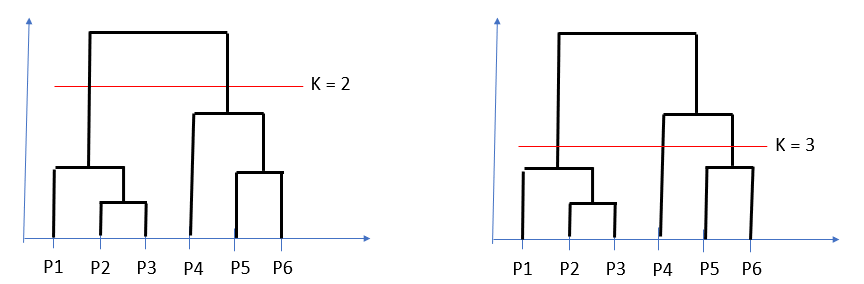 K = 2
P1 P2 P3 P4 P5 P6
K = 3
P1 P2 P3 P4 P5 P6